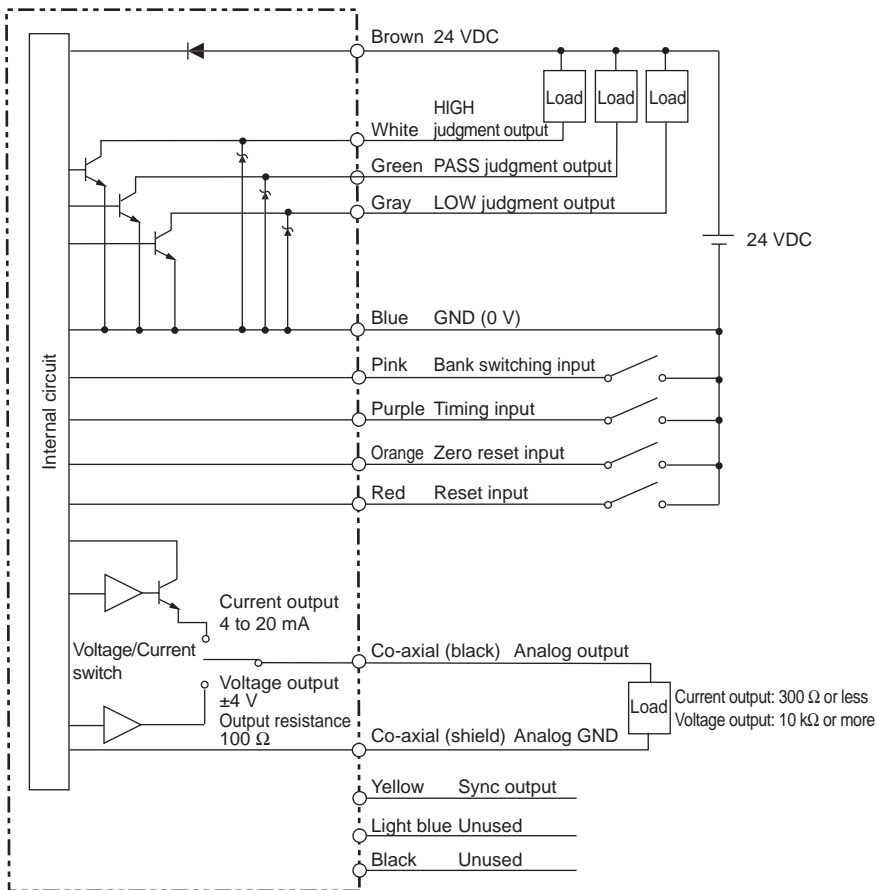 Brown 24 VDC
Load Load Load
HIGH
White judgment output
Green PASS judgment output
Gray LOW judgment output
24 VDC
Blue GND (0 V)
Internal circuit
Pink Bank switching input
Purple Timing input
Orange Zero reset input
Red Reset input
Current output
4 to 20 mA
Voltage/Current
switch
Co-axial (black) Analog output
Voltage output
±4 V
Output resistance
100 Ω
Load
Current output: 300 Ω or less
Voltage output: 10 kΩ or more
Co-axial (shield) Analog GND
Yellow Sync output
Light blue Unused
Black Unused